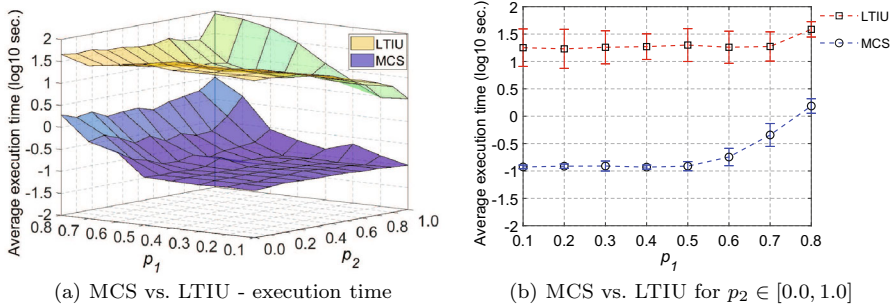 Average execution time (log10 sec.)
2
1.5
1
0.5
0
-0.5
-1
-1.5
-2
0.8 0.7 0.6 0.5 0.4 0.3 0.2 0.1
p1
0.0 0.2 0.4 0.6 0.8 1.0
p2
LTIU
MCS
(a) MCS vs. LTIU - execution time
Average execution time (log10 sec.)
2
1.5
1
0.5
0
-0.5
-1
-1.5
-2
0.1 0.2 0.3 0.4 0.5 0.6 0.7 0.8
p1
LTIU
MCS
(b) MCS vs. LTIU for p2 ∈ [0.0, 1.0]